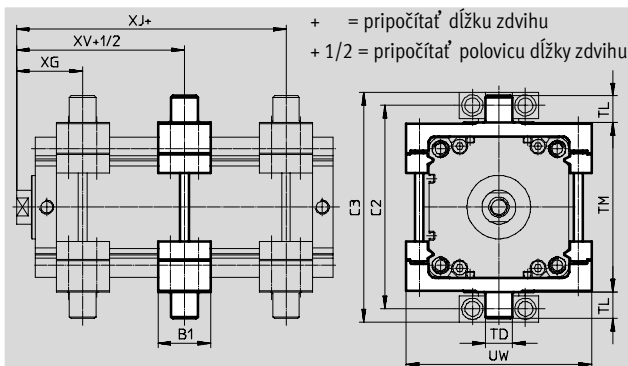 XJ+
XV+1/2
XG
+ = pripočítať dĺžku zdvihu
+ 1/2 = pripočítať polovicu dĺžky zdvihu
TL
C3
C2
TM
TL
B1
TD
UW